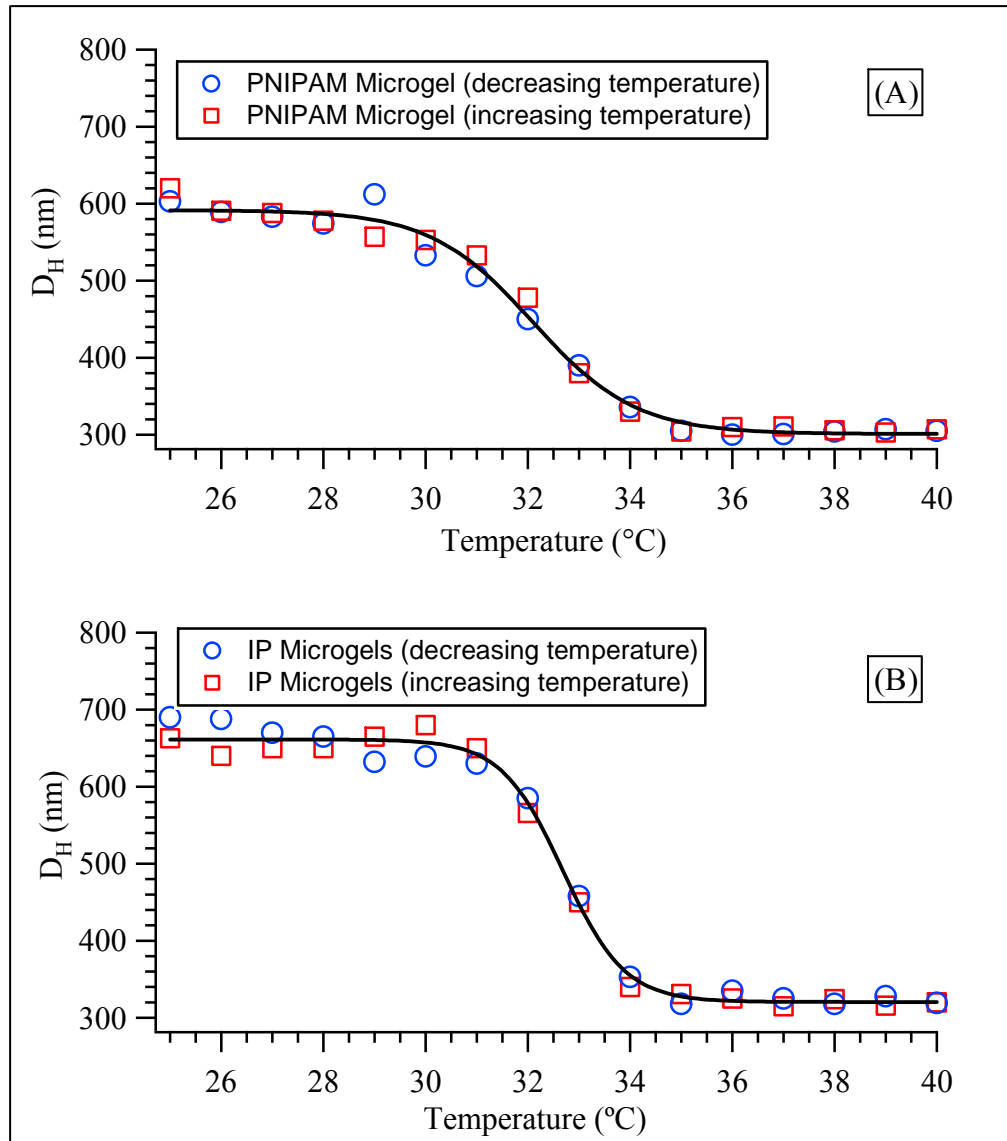 800
PNIPAM Microgel (decreasing temperature)
PNIPAM Microgel (increasing temperature)
(A)
700
600
500
400
300
D_H (nm)
26 28 30 32 34 36 38 40
Temperature (°C)
800
IP Microgels (decreasing temperature)
IP Microgels (increasing temperature)
(B)
700
600
500
400
300
D_H (nm)
26 28 30 32 34 36 38 40
Temperature (ºC)